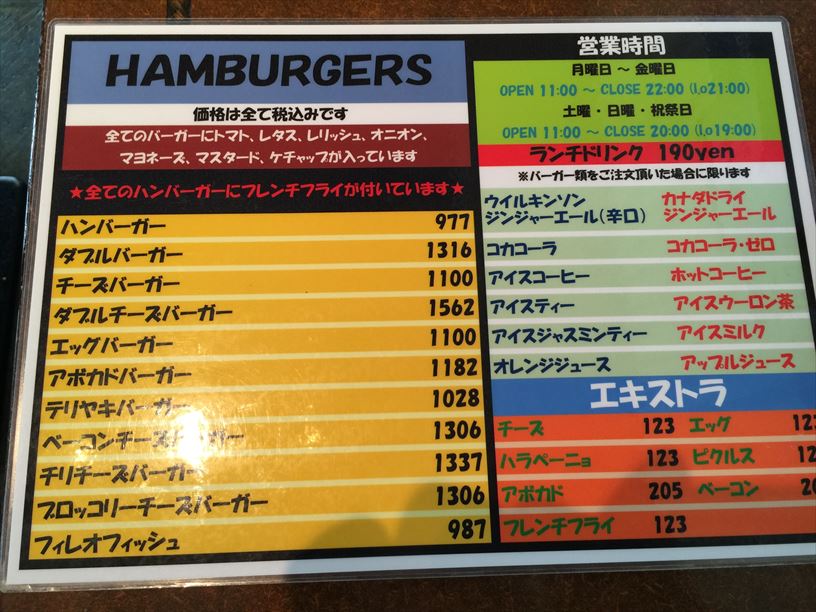 HAMBURGERS
価格は全て税込みです
全てのバーガーにトマト、レタス、レリッシュ、オニオン、
マヨネーズ、マスタード、ケチャップが入っています
★全てのハンバーガーにフレンチフライが付いています★
ハンバーガー 977
ダブルバーガー 1316
チーズバーガー 1100
ダブルチーズバーガー 1562
エッグバーガー 1100
アボカドバーガー 1182
テリヤキバーガー 1028
ベーコンチーズバーガー 1306
チリチーズバーガー 1337
ブロッコリーチーズバーガー 1306
フィレオフィッシュ 987
営業時間
月曜日 ～ 金曜日
OPEN 11:00 ～ CLOSE 22:00 (l,o21:00)
土曜・日曜・祝祭日
OPEN 11:00 ～ CLOSE 20:00 (l,o19:00)
ランチドリンク 190yen
※バーガー類をご注文頂いた場合に限ります
ウイルキンソン カナダドライ
ジンジャーエール(辛口) ジンジャーエール
コカコーラ コカコーラ・ゼロ
アイスコーヒー ホットコーヒー
アイスティー アイスウーロン茶
アイスジャスミンティー アイスミルク
オレンジジュース アップルジュース
エキストラ
チーズ 123 エッグ
ハラペーニョ 123 ピクルス
アボカド 205 ベーコン
フレンチフライ 123